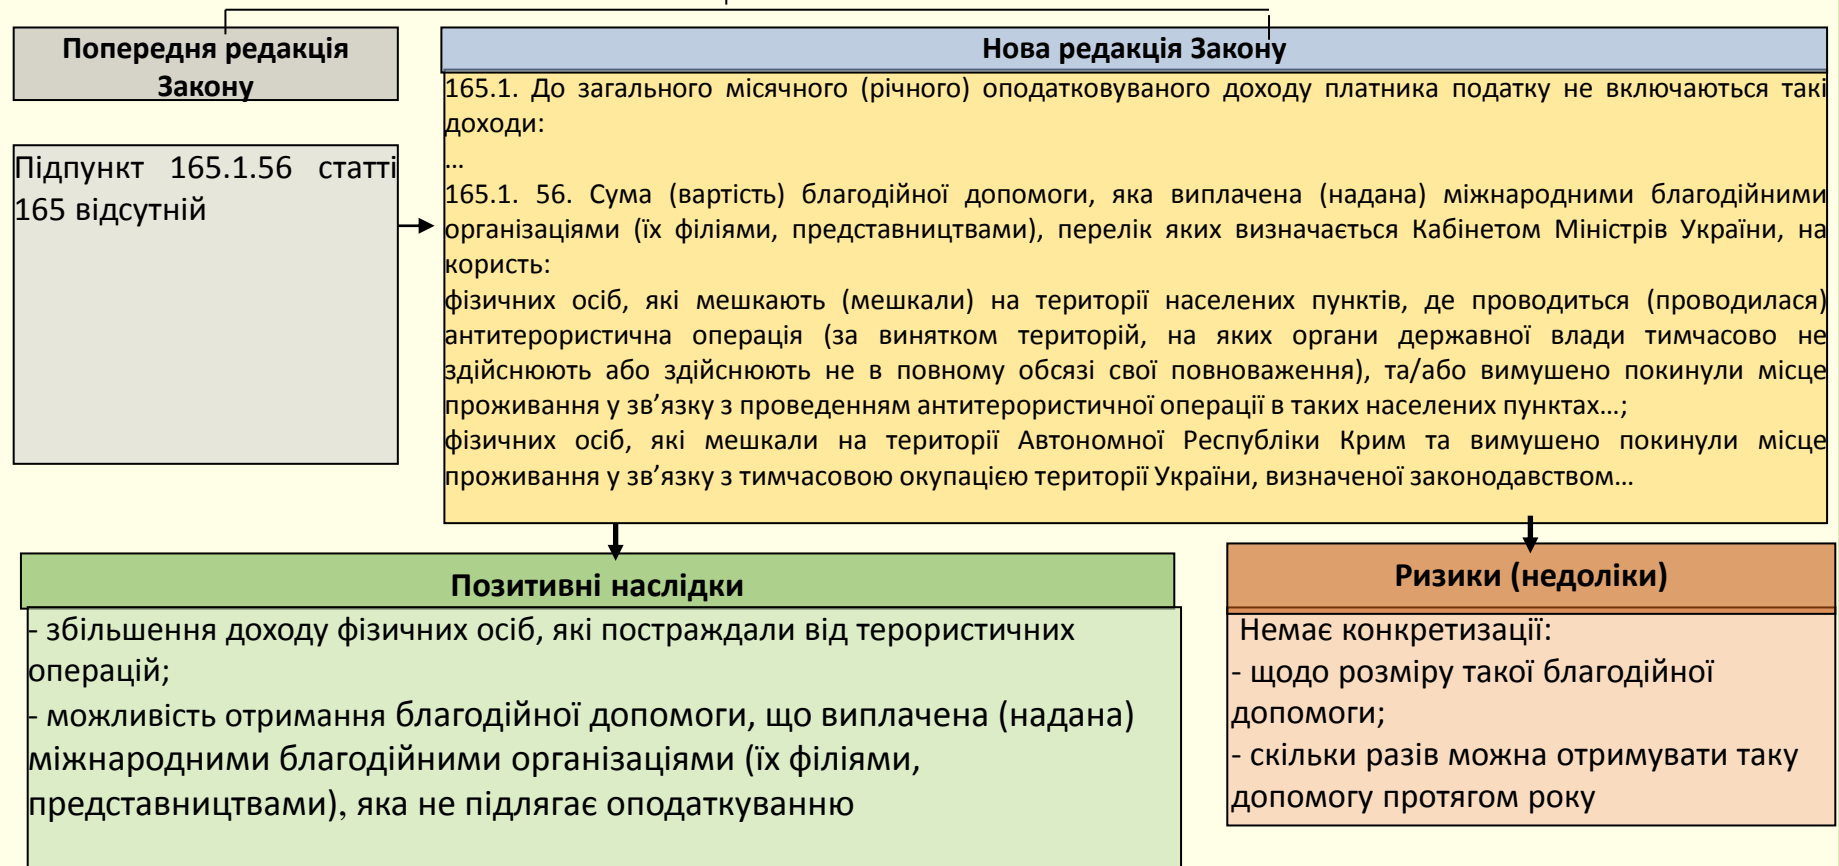 Попередня редакція
Закону
Нова редакція Закону
Підпункт 165.1.56 статті
165 відсутній
165.1. До загального місячного (річного) оподатковуваного доходу платника податку не включаються такі
доходи:
…
165.1. 56. Сума (вартість) благодійної допомоги, яка виплачена (надана) міжнародними благодійними
організаціями (їх філіями, представництвами), перелік яких визначається Кабінетом Міністрів України, на
користь:
фізичних осіб, які мешкають (мешкали) на території населених пунктів, де проводиться (проводилася)
антитерористична операція (за винятком територій, на яких органи державної влади тимчасово не
здійснюють або здійснюють не в повному обсязі свої повноваження), та/або вимушено покинули місце
проживання у зв’язку з проведенням антитерористичної операції в таких населених пунктах…;
фізичних осіб, які мешкали на території Автономної Республіки Крим та вимушено покинули місце
проживання у зв’язку з тимчасовою окупацією території України, визначеної законодавством…
Позитивні наслідки
- збільшення доходу фізичних осіб, які постраждали від терористичних
операцій;
- можливість отримання благодійної допомоги, що виплачена (надана)
міжнародними благодійними організаціями (їх філіями,
представництвами), яка не підлягає оподаткуванню
Ризики (недоліки)
Немає конкретизації:
- щодо розміру такої благодійної
допомоги;
- скільки разів можна отримувати таку
допомогу протягом року